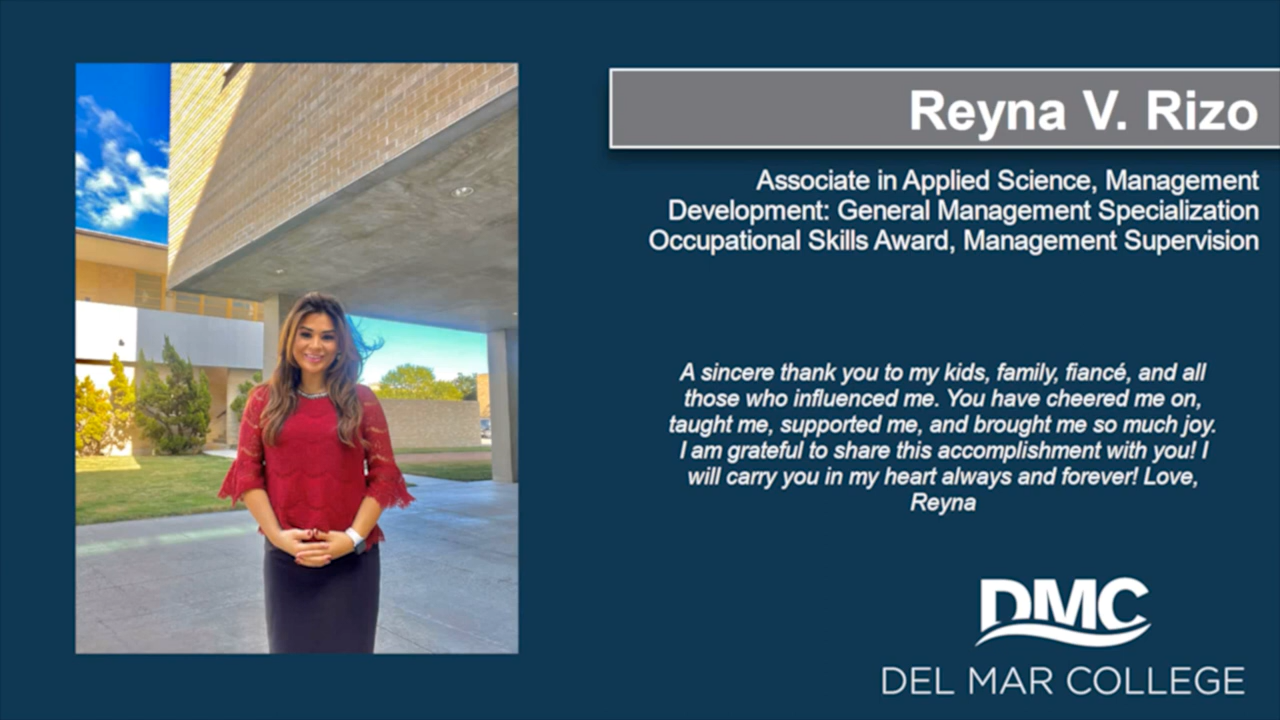 Reyna V. Rizo
Associate in Applied Science, Management
Development: General Management Specialization
Occupational Skills Award, Management Supervision
A sincere thank you to my kids, family, fiancé, and all
those who influenced me. You have cheered me on,
taught me, supported me, and brought me so much joy.
I am grateful to share this accomplishment with you! I
will carry you in my heart always and forever! Love,
Reyna
DMC
DEL MAR COLLEGE